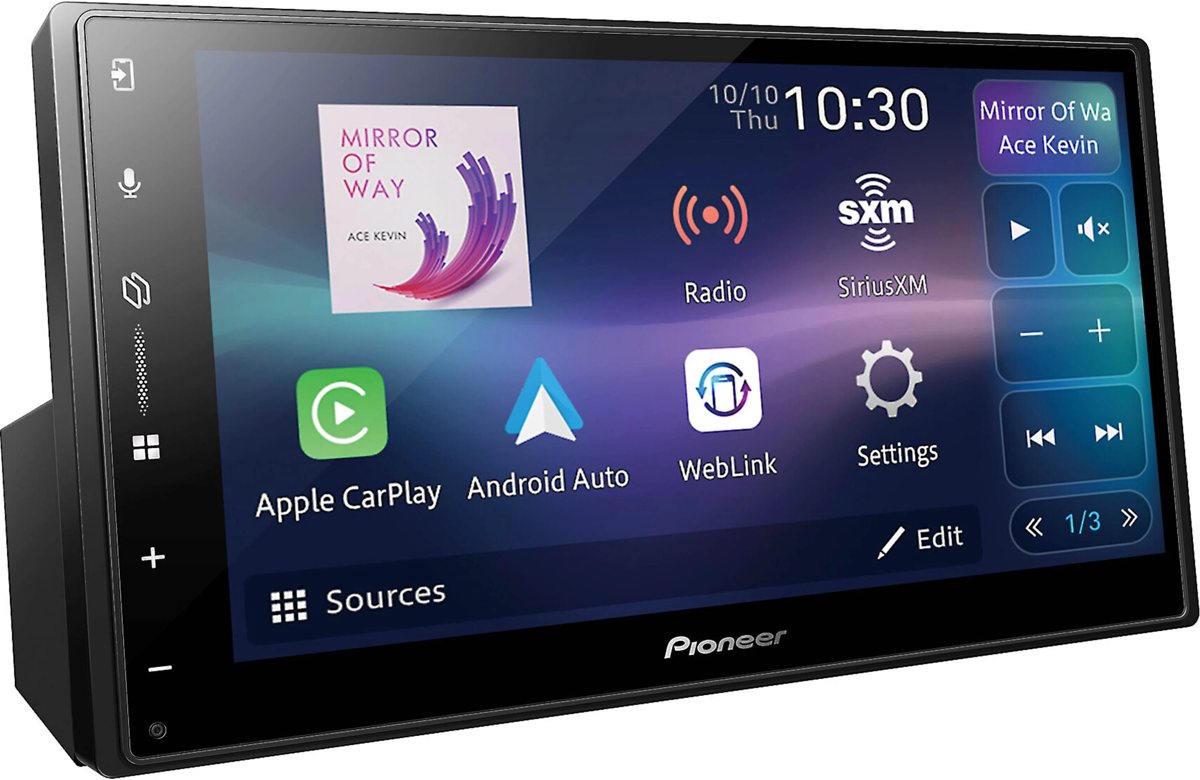 MIRROR
OF
WAY
ACE KEVIN
10/10
Thu
10:30
Mirror Of Wa
Ace Kevin
sxm
Radio
SiriusXM
Apple CarPlay
Android Auto
WebLink
Settings
1/3
Sources
Edit
Pioneer